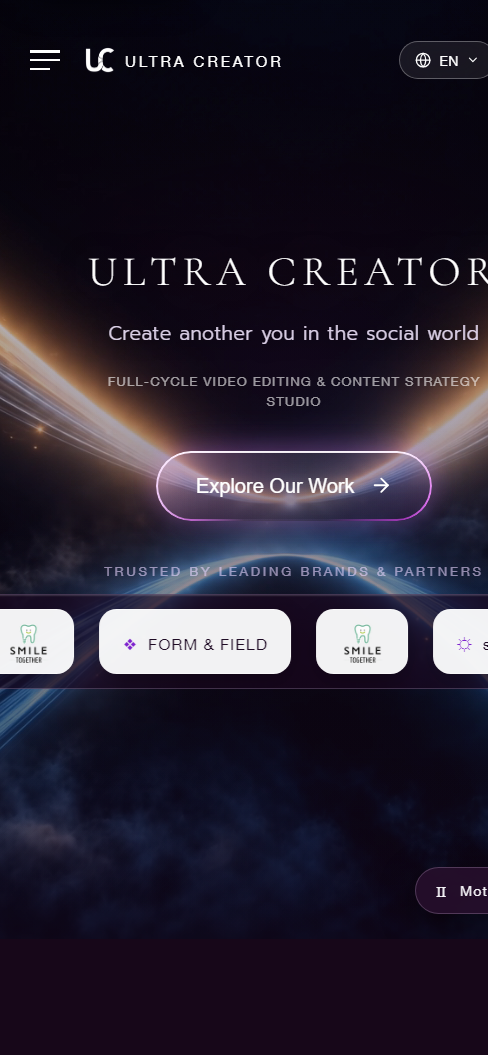 UC ULTRA CREATOR
EN
ULTRA CREATOR
Create another you in the social world
FULL-CYCLE VIDEO EDITING & CONTENT STRATEGY
STUDIO
Explore Our Work
TRUSTED BY LEADING BRANDS & PARTNERS
SMILE
TOGETHER
FORM & FIELD
SMILE
TOGETHER
s
Mot